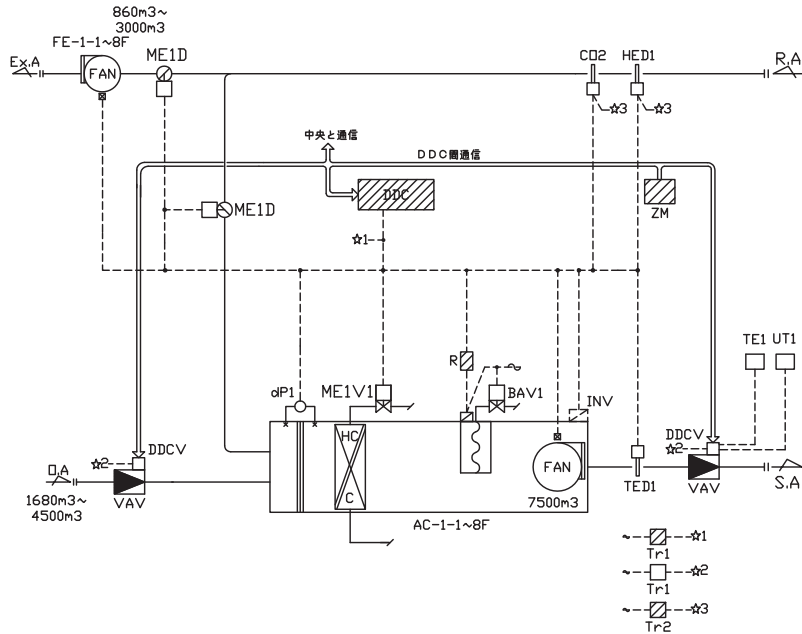 860m3~
3000m3
FE-1-1~8F
ME1D
Ex.A
FAN
CO2
HED1
R.A
☆3
☆3
中央と通信
DDC間通信
DDC
ZM
ME1D
☆1
TE1
UT1
R
dP1
ME1V1
BAV1
INV
DDCV
☆2
DDCV
☆2
HC
C
FAN
7500m3
O.A
1680m3~
4500m3
VAV
TED1
VAV
S.A
AC-1-1~8F
~
☆1
Tr1
~
☆2
Tr1
~
☆3
Tr2